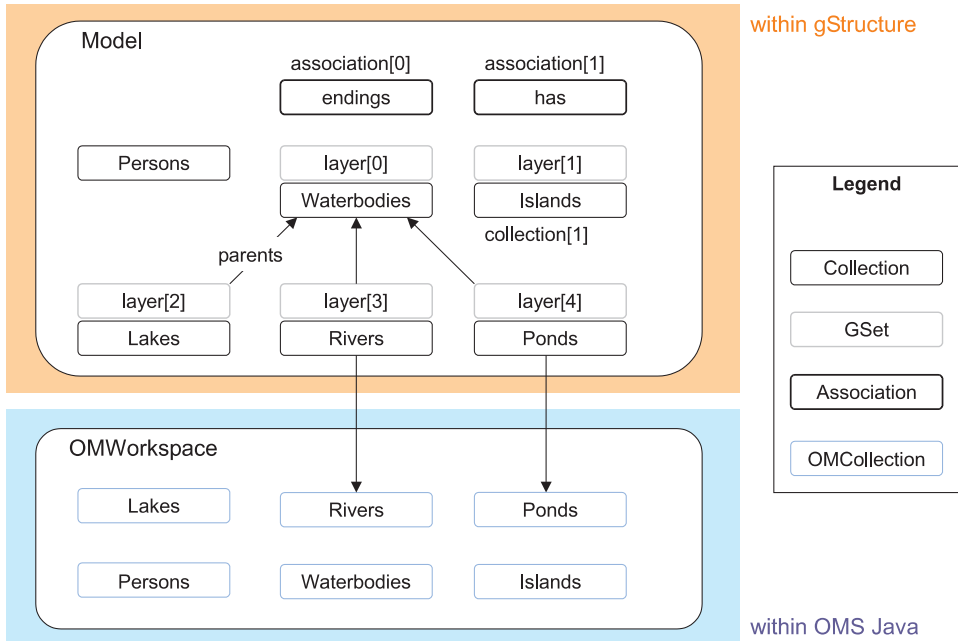 within gStructure
Model
association[0]
association[1]
endings
has
Persons
layer[0]
layer[1]
Waterbodies
Islands
collection[1]
parents
layer[2]
layer[3]
layer[4]
Lakes
Rivers
Ponds
Legend
Collection
GSet
Association
OMCollection
OMWorkspace
Lakes
Rivers
Ponds
Persons
Waterbodies
Islands
within OMS Java